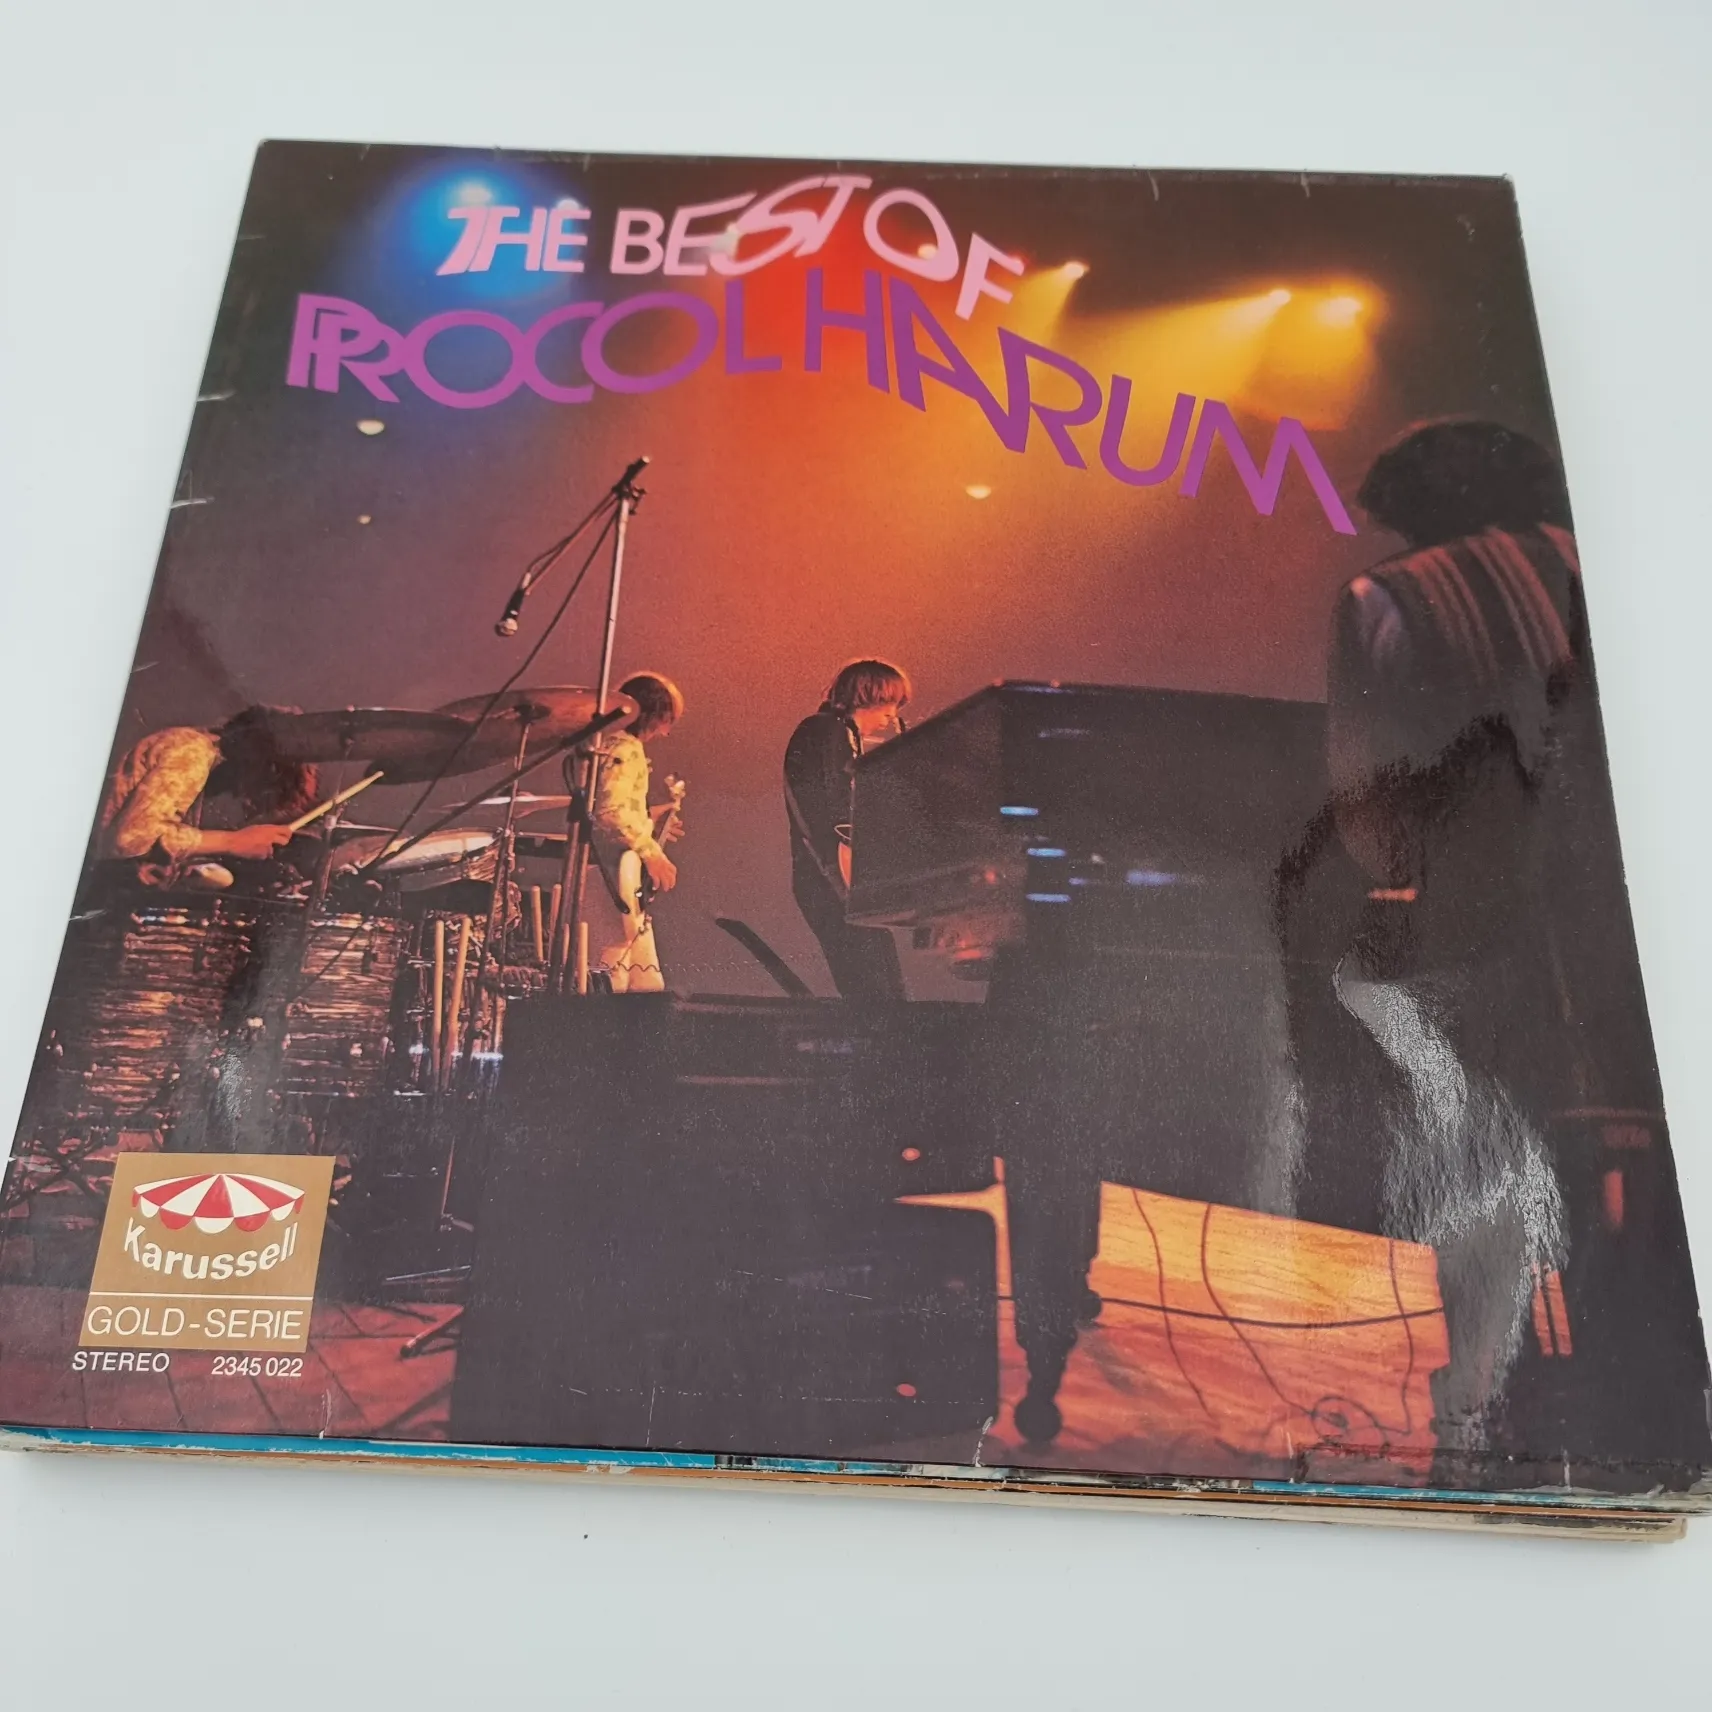 THE BEST OF
PROCOL HARUM
Karussell
GOLD-SERIE
STEREO 2345 022